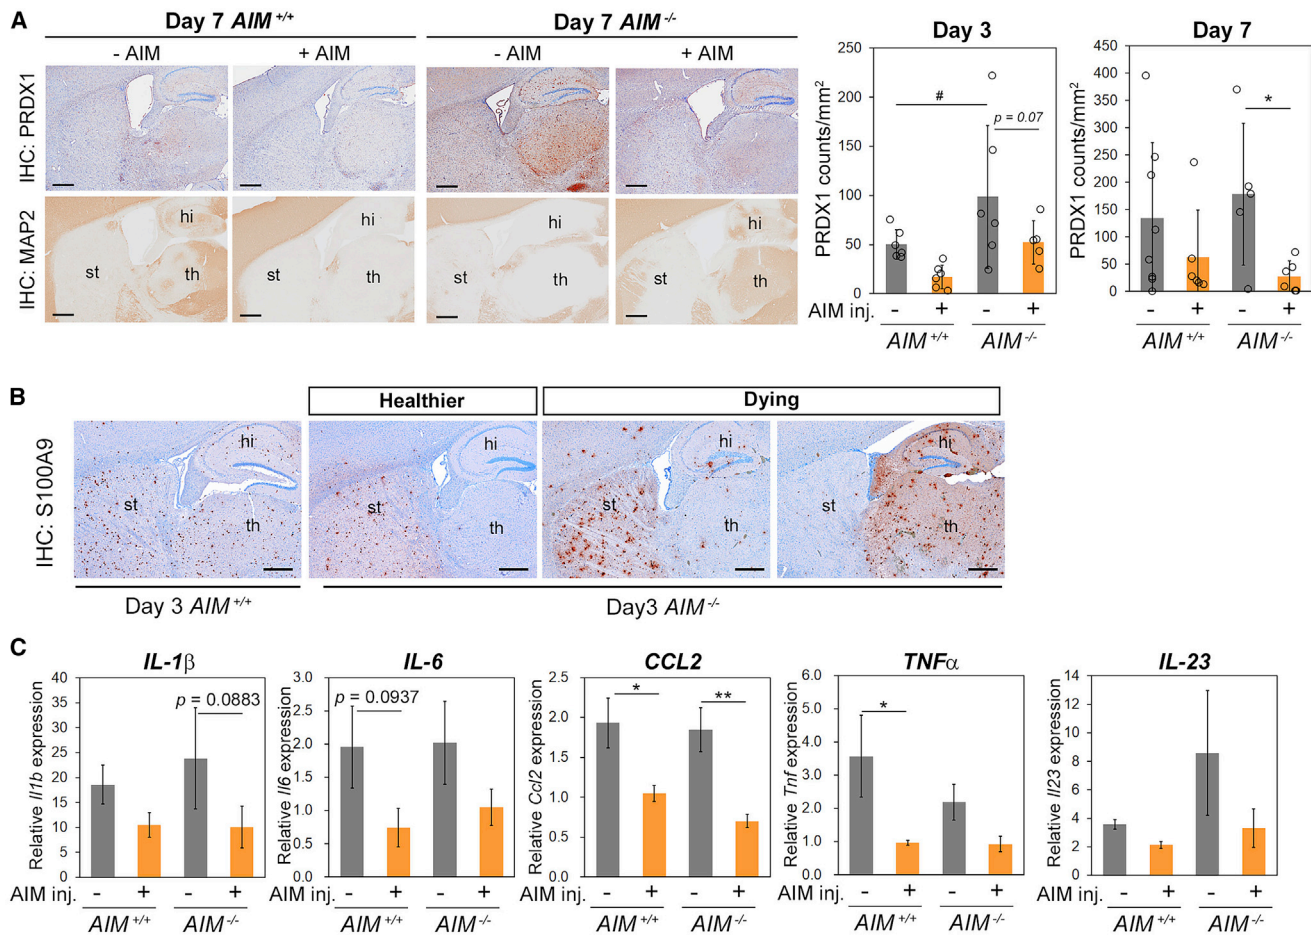 A
Day 7 AIM +/+
Day 7 AIM -/-
- AIM
+ AIM
- AIM
+ AIM
IHC: PRDX1
IHC: MAP2
st
hi
th
st
hi
th
st
hi
th
st
hi
th
Day 3
PRDX1 counts/mm2
250
200
150
100
50
0
#
p = 0.07
AIM inj.
-
+
-
+
AIM +/+
AIM -/-
Day 7
PRDX1 counts/mm2
450
400
350
300
250
200
150
100
50
0
*
-
+
-
+
AIM +/+
AIM -/-
B
Healthier
Dying
IHC: S100A9
hi
st
th
hi
st
th
hi
st
th
hi
st
th
Day 3 AIM +/+
Day3 AIM -/-
C
IL-1β
Relative Il1b expression
40
35
30
25
20
15
10
5
0
p = 0.0883
AIM inj.
-
+
-
+
AIM +/+
AIM -/-
IL-6
Relative Il6 expression
3.0
2.5
2.0
1.5
1.0
0.5
0.0
p = 0.0937
AIM inj.
-
+
-
+
AIM +/+
AIM -/-
CCL2
Relative Ccl2 expression
2.5
2.0
1.5
1.0
0.5
0.0
*
**
AIM inj.
-
+
-
+
AIM +/+
AIM -/-
TNFα
Relative Tnf expression
6.0
5.0
4.0
3.0
2.0
1.0
0.0
*
AIM inj.
-
+
-
+
AIM +/+
AIM -/-
IL-23
Relative Il23 expression
14
12
10
8
6
4
2
0
AIM inj.
-
+
-
+
AIM +/+
AIM -/-